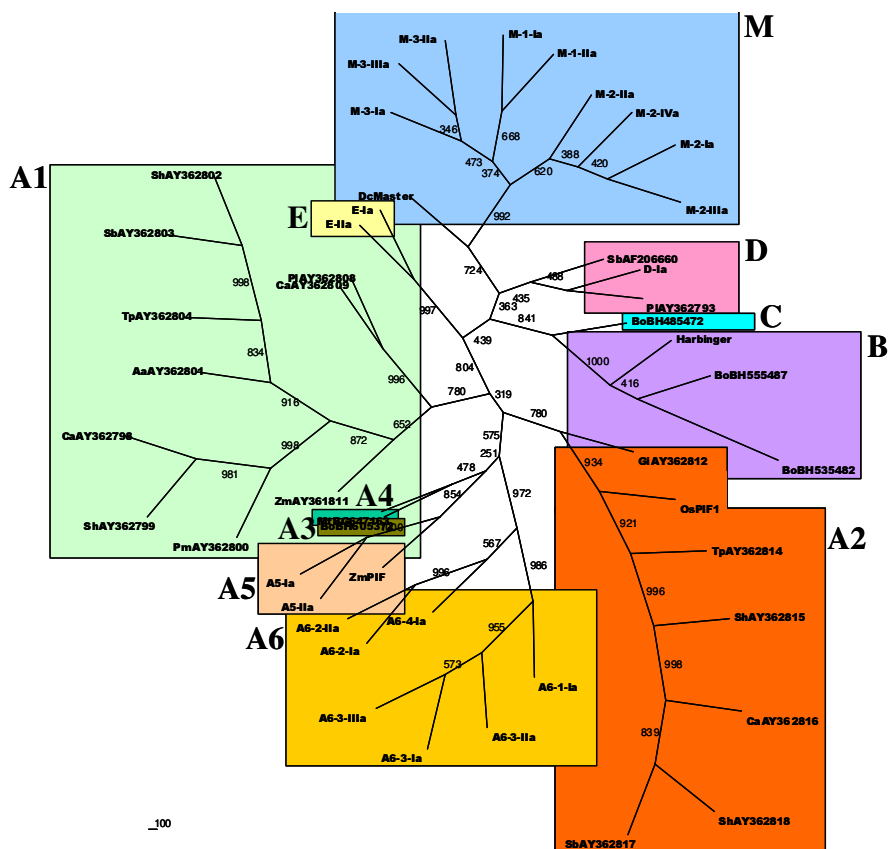 M
M-3-IIa
M-1-Ia
M-1-IIa
M-3-IIIa
M-2-IIa
M-3-Ia
M-2-IVa
346
668
M-2-Ia
473
374
620
388
420
A1
ShAY362802
DcMaster
M-2-IIIa
E
E-Ia
E-IIa
992
SbAY362803
D
SbAF206660
D-Ia
724
488
998
PlAY362808
CaAY362809
435
363
PlAY362793
997
841
BoBH485472
C
TpAY362804
439
Harbinger
B
834
804
1000
AaAY362804
996
780
319
416
BoBH555487
916
652
780
CaAY362798
998
872
575
251
GiAY362812
BoBH535482
981
478
934
ZmAY361811
A4
854
972
OsPIF1
ShAY362799
A3
921
A2
PmAY362800
TpAY362814
567
986
A5
A5-Ia
ZmPIF
996
996
A5-IIa
A6-2-IIa
A6-4-Ia
ShAY362815
A6
A6-2-Ia
955
573
998
A6-1-Ia
A6-3-IIIa
CaAY362816
A6-3-IIa
839
A6-3-Ia
100
ShAY362818
SbAY362817